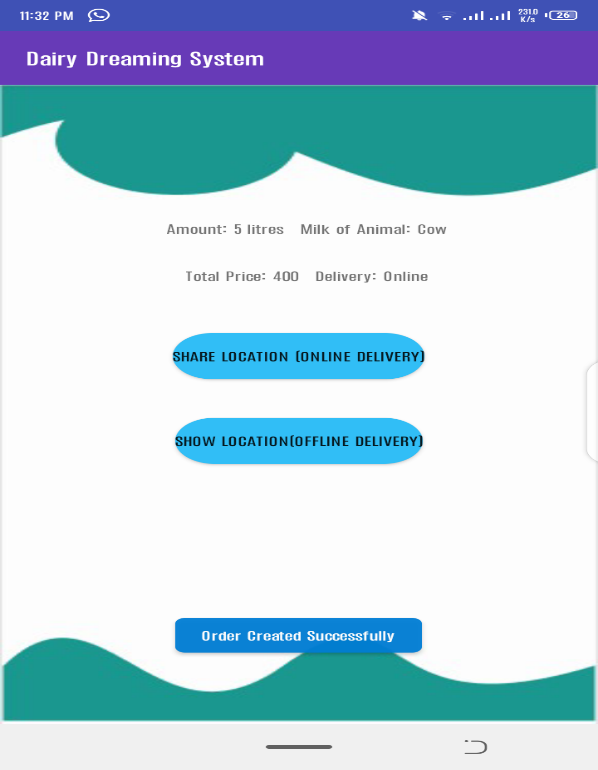 11:32 PM
231.0
K/s
26
Dairy Dreaming System
Amount: 5 litres Milk of Animal: Cow
Total Price: 400 Delivery: Online
SHARE LOCATION (ONLINE DELIVERY)
SHOW LOCATION(OFFLINE DELIVERY)
Order Created Successfully